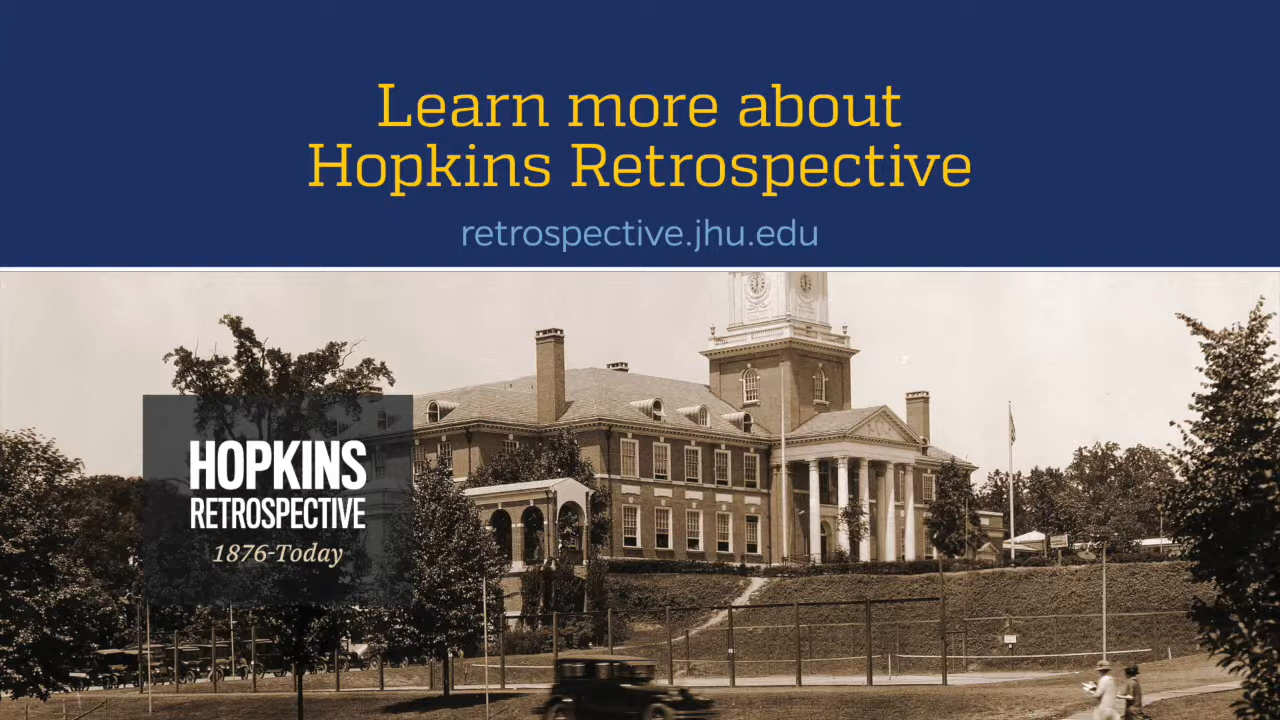 Learn more about
Hopkins Retrospective
retrospective.jhu.edu
HOPKINS
RETROSPECTIVE
1876-Today